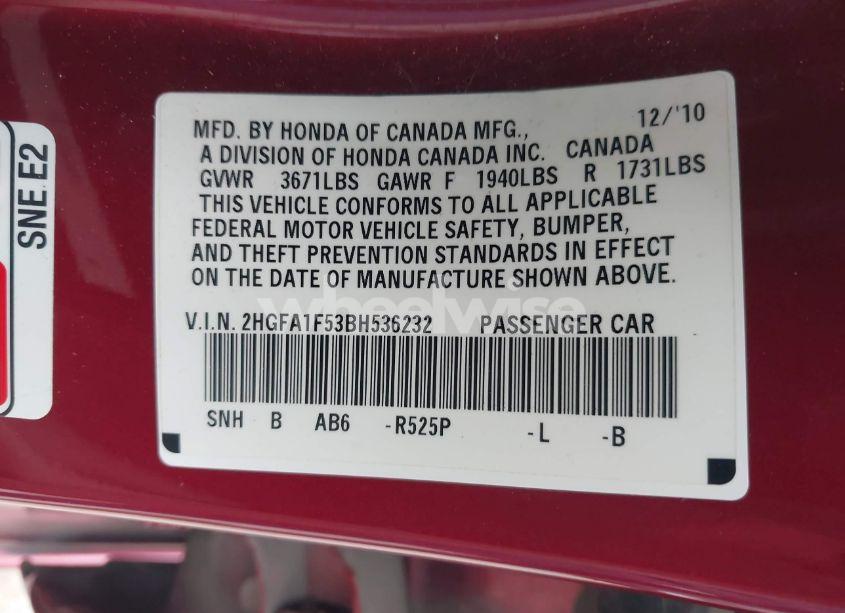 SNE E2
12/'10
MFD. BY HONDA OF CANADA MFG.,
A DIVISION OF HONDA CANADA INC. CANADA
GVWR 3671LBS GAWR F 1940LBS R 1731LBS
THIS VEHICLE CONFORMS TO ALL APPLICABLE
FEDERAL MOTOR VEHICLE SAFETY, BUMPER,
AND THEFT PREVENTION STANDARDS IN EFFECT
ON THE DATE OF MANUFACTURE SHOWN ABOVE.
wheelwise
V.I.N. 2HGFA1F53BH536232 PASSENGER CAR
SNH B AB6 -R525P -L -B